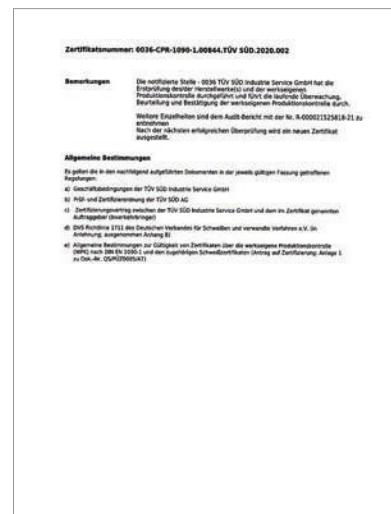 Zertifikatsnummer: 0036-CPR-1090-1.00844.TÜV SÜD.2020.002
Bemerkungen
Die notifizierte Stelle - 0036 TÜV SÜD Industrie Service GmbH hat die
Erstprüfung des/der Herstellwerke(s) und der werkseigenen
Produktionskontrolle durchgeführt und führt die laufende Überwachung,
Beurteilung und Bestätigung der werkseigenen Produktionskontrolle durch.
Weitere Einzelheiten sind dem Audit-Bericht mit der Nr. R-000021525818-21 zu
entnehmen
Nach der nächsten erfolgreichen Überprüfung wird ein neues Zertifikat
ausgestellt.
Allgemeine Bestimmungen
Es gelten die in den nachfolgend aufgeführten Dokumenten in der jeweils gültigen Fassung getroffenen
Regelungen:
a) Geschäftsbedingungen der TÜV SÜD Industrie Service GmbH
b) Prüf- und Zertifizierordnung der TÜV SÜD AG
c) Zertifizierungsvertrag zwischen der TÜV SÜD Industrie Service GmbH und dem im Zertifikat genannten
Auftraggeber (Inverkehrbringer)
d) DVS Richtlinie 1711 des Deutschen Verbandes für Schweißen und verwandte Verfahren e.V. (in
Anlehnung; ausgenommen Anhang B)
e) Allgemeine Bestimmungen zur Gültigkeit von Zertifikaten über die werkseigene Produktionskontrolle
(WPK) nach DIN EN 1090-1 und den zugehörigen Schweißzertifikaten (Antrag auf Zertifizierung; Anlage 1
zu Dok.-Nr.